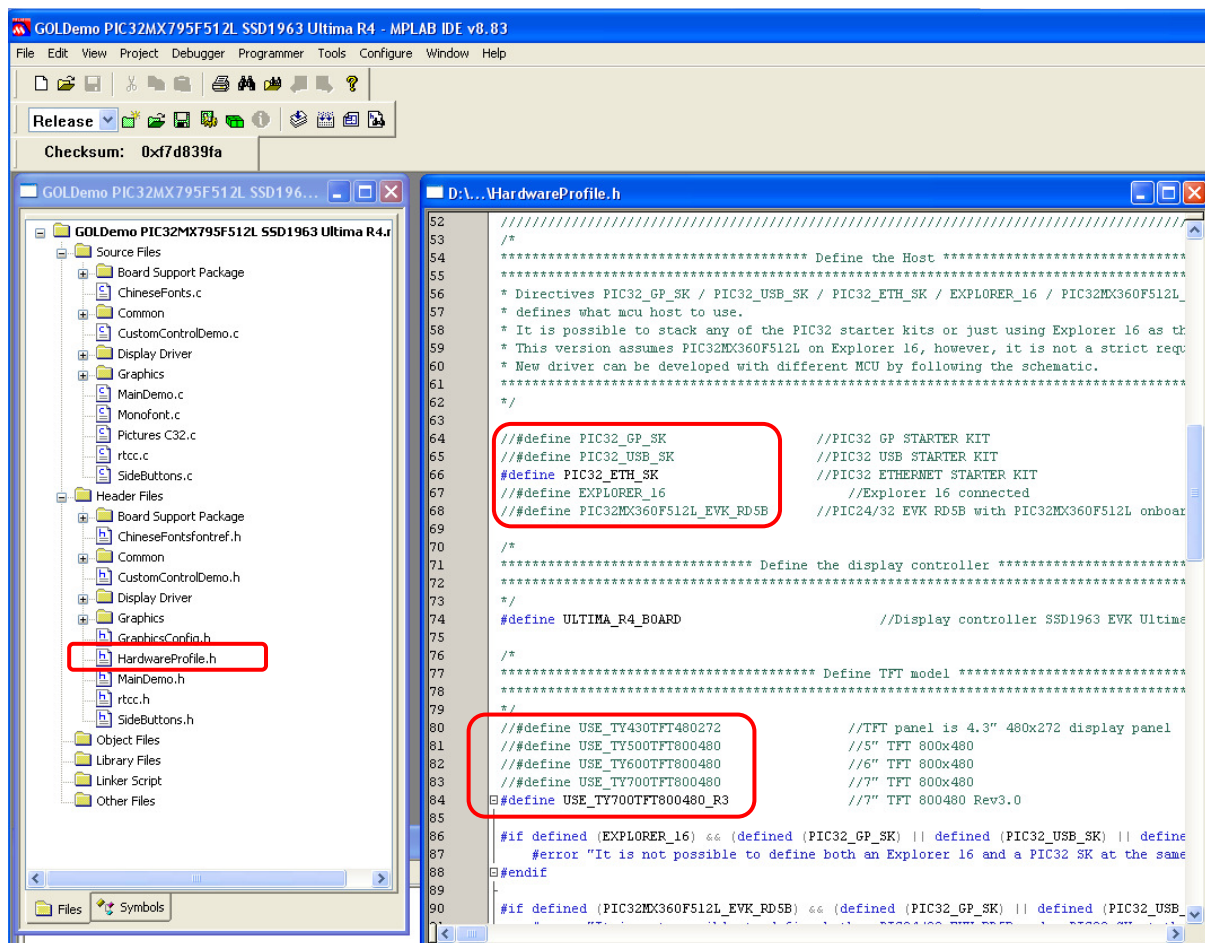 GOLDemo PIC32MX795F512L SSD1963 Ultima R4 - MPLAB IDE v8.83
File Edit View Project Debugger Programmer Tools Configure Window Help
Release
Checksum: 0xf7d839fa
GOLDemo PIC32MX795F512L SSD196...
GOLDemo PIC32MX795F512L SSD1963 Ultima R4.r
Source Files
Board Support Package
ChineseFonts.c
Common
CustomControlDemo.c
Display Driver
Graphics
MainDemo.c
Monofont.c
Pictures C32.c
rtcc.c
SideButtons.c
Header Files
Board Support Package
ChineseFontsfontref.h
Common
CustomControlDemo.h
Display Driver
Graphics
GraphicsConfig.h
HardwareProfile.h
MainDemo.h
rtcc.h
SideButtons.h
Object Files
Library Files
Linker Script
Other Files
Files Symbols
D:\...\HardwareProfile.h
52 ///////////////////////////////////////////////////////////////////////////////////////
53 /*
54 *************************************** Define the Host *******************************
55 ***************************************************************************************
56 * Directives PIC32_GP_SK / PIC32_USB_SK / PIC32_ETH_SK / EXPLORER_16 / PIC32MX360F512L_
57 * defines what mcu host to use.
58 * It is possible to stack any of the PIC32 starter kits or just using Explorer 16 as th
59 * This version assumes PIC32MX360F512L on Explorer 16, however, it is not a strict requ
60 * New driver can be developed with different MCU by following the schematic.
61 ***************************************************************************************
62 */
63
64 //#define PIC32_GP_SK //PIC32 GP STARTER KIT
65 //#define PIC32_USB_SK //PIC32 USB STARTER KIT
66 #define PIC32_ETH_SK //PIC32 ETHERNET STARTER KIT
67 //#define EXPLORER_16 //Explorer 16 connected
68 //#define PIC32MX360F512L_EVK_RD5B //PIC24/32 EVK RD5B with PIC32MX360F512L onboar
69
70 /*
71 ******************************** Define the display controller ************************
72 ***************************************************************************************
73 */
74 #define ULTIMA_R4_BOARD //Display controller SSD1963 EVK Ultima
75
76 /*
77 **************************************** Define TFT model *****************************
78 ***************************************************************************************
79 */
80 //#define USE_TY430TFT480272 //TFT panel is 4.3" 480x272 display panel
81 //#define USE_TY500TFT800480 //5" TFT 800x480
82 //#define USE_TY600TFT800480 //6" TFT 800x480
83 //#define USE_TY700TFT800480 //7" TFT 800x480
84 #define USE_TY700TFT800480_R3 //7" TFT 800480 Rev3.0
85
86 #if defined (EXPLORER_16) && (defined (PIC32_GP_SK) || defined (PIC32_USB_SK) || define
87 #error "It is not possible to define both an Explorer 16 and a PIC32 SK at the same
88 #endif
89
90 #if defined (PIC32MX360F512L_EVK_RD5B) && (defined (PIC32_GP_SK) || defined (PIC32_USB_